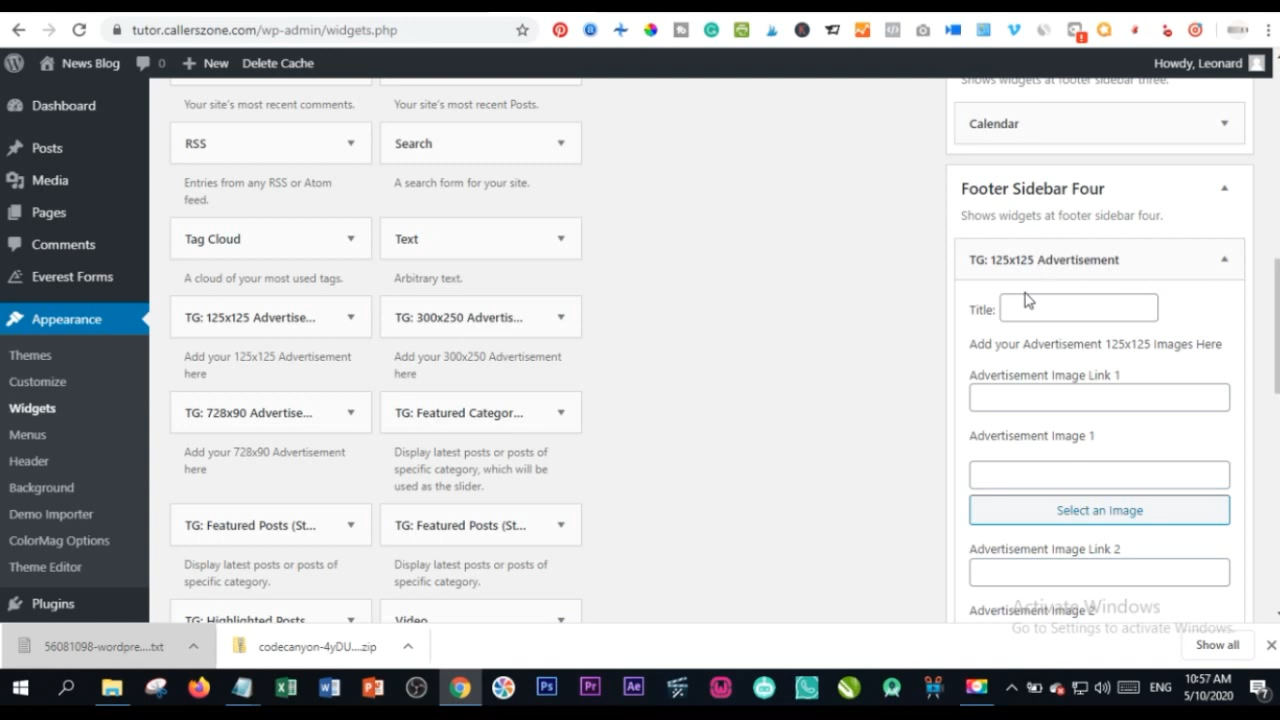 tutor.callerszone.com/wp-admin/widgets.php
News Blog 0 New Delete Cache Howdy, Leonard
Dashboard
Posts
Media
Pages
Comments
Everest Forms
Appearance
Themes
Customize
Widgets
Menus
Header
Background
Demo Importer
ColorMag Options
Theme Editor
Plugins
Your site's most recent comments.
Your site's most recent Posts.
RSS
Search
Entries from any RSS or Atom
feed.
A search form for your site.
Tag Cloud
Text
A cloud of your most used tags.
Arbitrary text.
TG: 125x125 Advertise...
TG: 300x250 Advertis...
Add your 125x125 Advertisement
here
Add your 300x250 Advertisement
here
TG: 728x90 Advertise...
TG: Featured Categor...
Add your 728x90 Advertisement
here
Display latest posts or posts of
specific category, which will be
used as the slider.
TG: Featured Posts (St...
TG: Featured Posts (St...
Display latest posts or posts of
specific category.
Display latest posts or posts of
specific category.
TG: Highlighted Posts
Video
Shows widgets at footer sidebar three.
Calendar
Footer Sidebar Four
Shows widgets at footer sidebar four.
TG: 125x125 Advertisement
Title:
Add your Advertisement 125x125 Images Here
Advertisement Image Link 1
Advertisement Image 1
Select an Image
Advertisement Image Link 2
Advertisement Image 2
Activate Windows
Go to Settings to activate Windows.
56081098-wordpre....txt
codecanyon-4yDU....zip
Show all
ENG
10:57 AM
5/10/2020